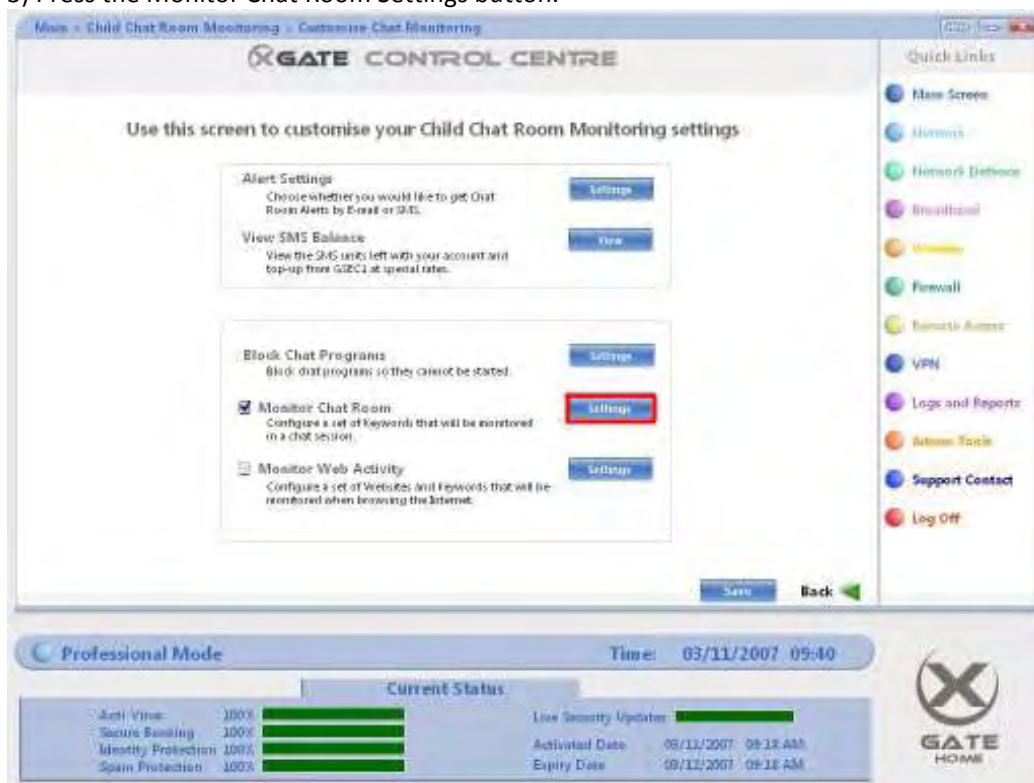 Press the Monitor Chat Room Settings button.
Main - Child Chat Room Monitoring - Customise Chat Monitoring
XGATE CONTROL CENTRE
Use this screen to customise your Child Chat Room Monitoring settings
Alert Settings
Settings
Choose whether you would like to get Chat
Room Alerts by E-mail or SMS.
View SMS Balance
View
View the SMS units left with your account and
top-up from GSEC1 at special rates.
Block Chat Programs
Settings
Block chat programs so they cannot be started.
Monitor Chat Room
Settings
Configure a set of Keywords that will be monitored
in a chat session.
Monitor Web Activity
Settings
Configure a set of Websites and Keywords that will be
monitored when browsing the Internet.
Save
Back
Quick Links
Main Screen
Network Defence
Broadband
Firewall
Remote Access
VPN
Logs and Reports
Admin Tools
Support Contact
Log Off
Professional Mode
Time: 03/11/2007 09:40
Current Status
Anti Virus 100%
Secure Banking 100%
Identity Protection 100%
Spam Protection 100%
Live Security Updates
Activated Date 03/11/2007 09:18 AM
Expiry Date 03/12/2007 09:18 AM
X
GATE
HOME